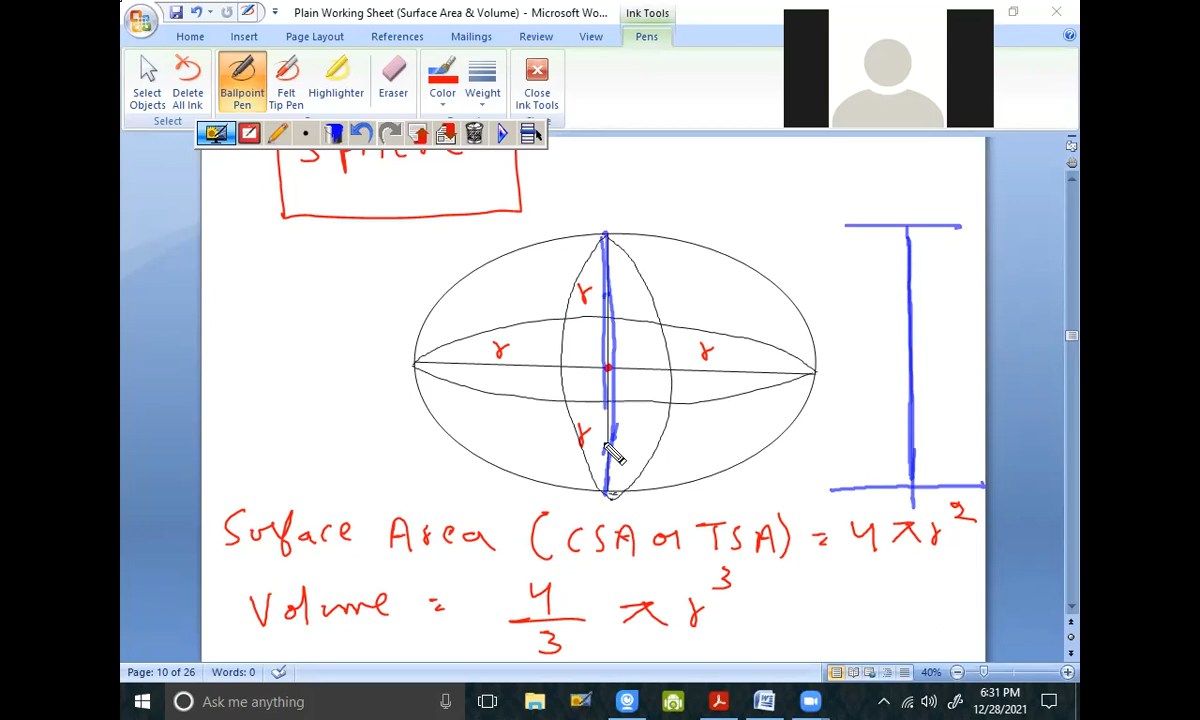 Plain Working Sheet (Surface Area & Volume) - Microsoft Wo...
Ink Tools
Home Insert Page Layout References Mailings Review View Pens
Select Objects
Delete All Ink
Ballpoint Pen
Felt Tip Pen
Highlighter
Eraser
Color
Weight
Close Ink Tools
Select
Sphere
r
r r
r
Surface Area (CSA or TSA) = 4πr²
Volume = 4/3 πr³
Page: 10 of 26 Words: 0 40%
Ask me anything
6:31 PM
12/28/2021